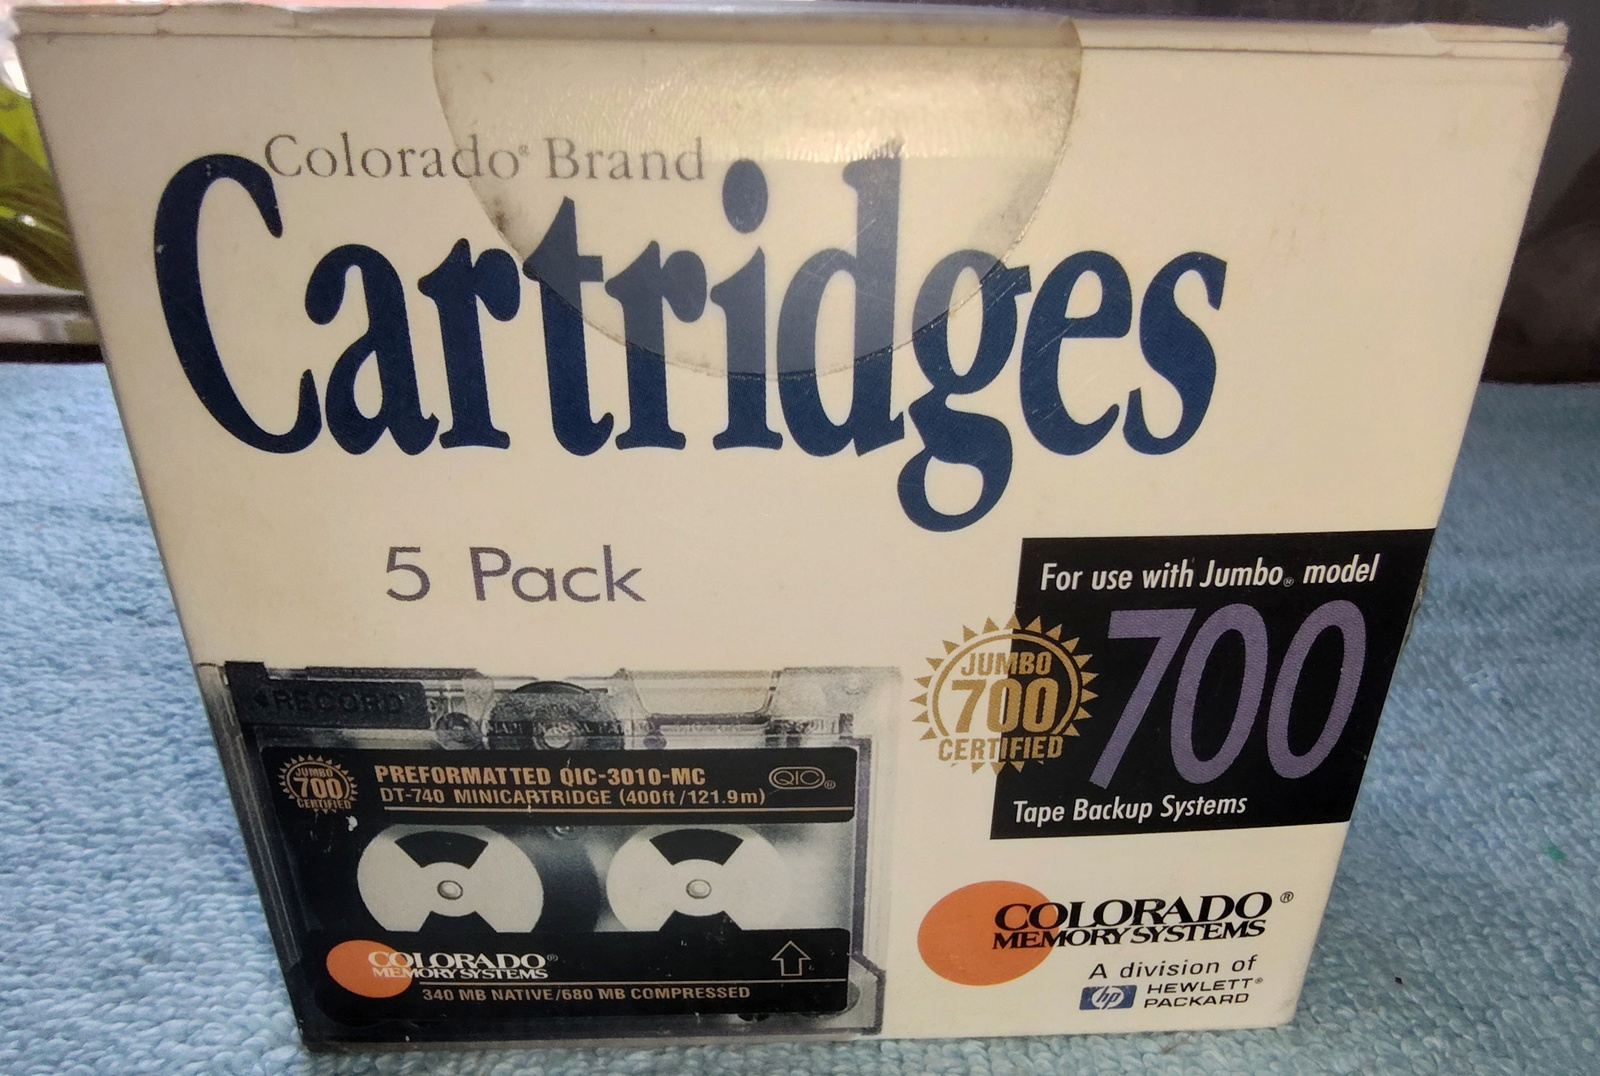 Colorado® Brand
Cartridges
5 Pack
For use with Jumbo® model
700
Tape Backup Systems
JUMBO
700
CERTIFIED
RECORD
JUMBO
700
CERTIFIED
PREFORMATTED QIC-3010-MC
DT-740 MINICARTRIDGE (400ft/121.9m)
QIC®
COLORADO®
MEMORY SYSTEMS
340 MB NATIVE/680 MB COMPRESSED
COLORADO®
MEMORY SYSTEMS
A division of
hp HEWLETT®
PACKARD